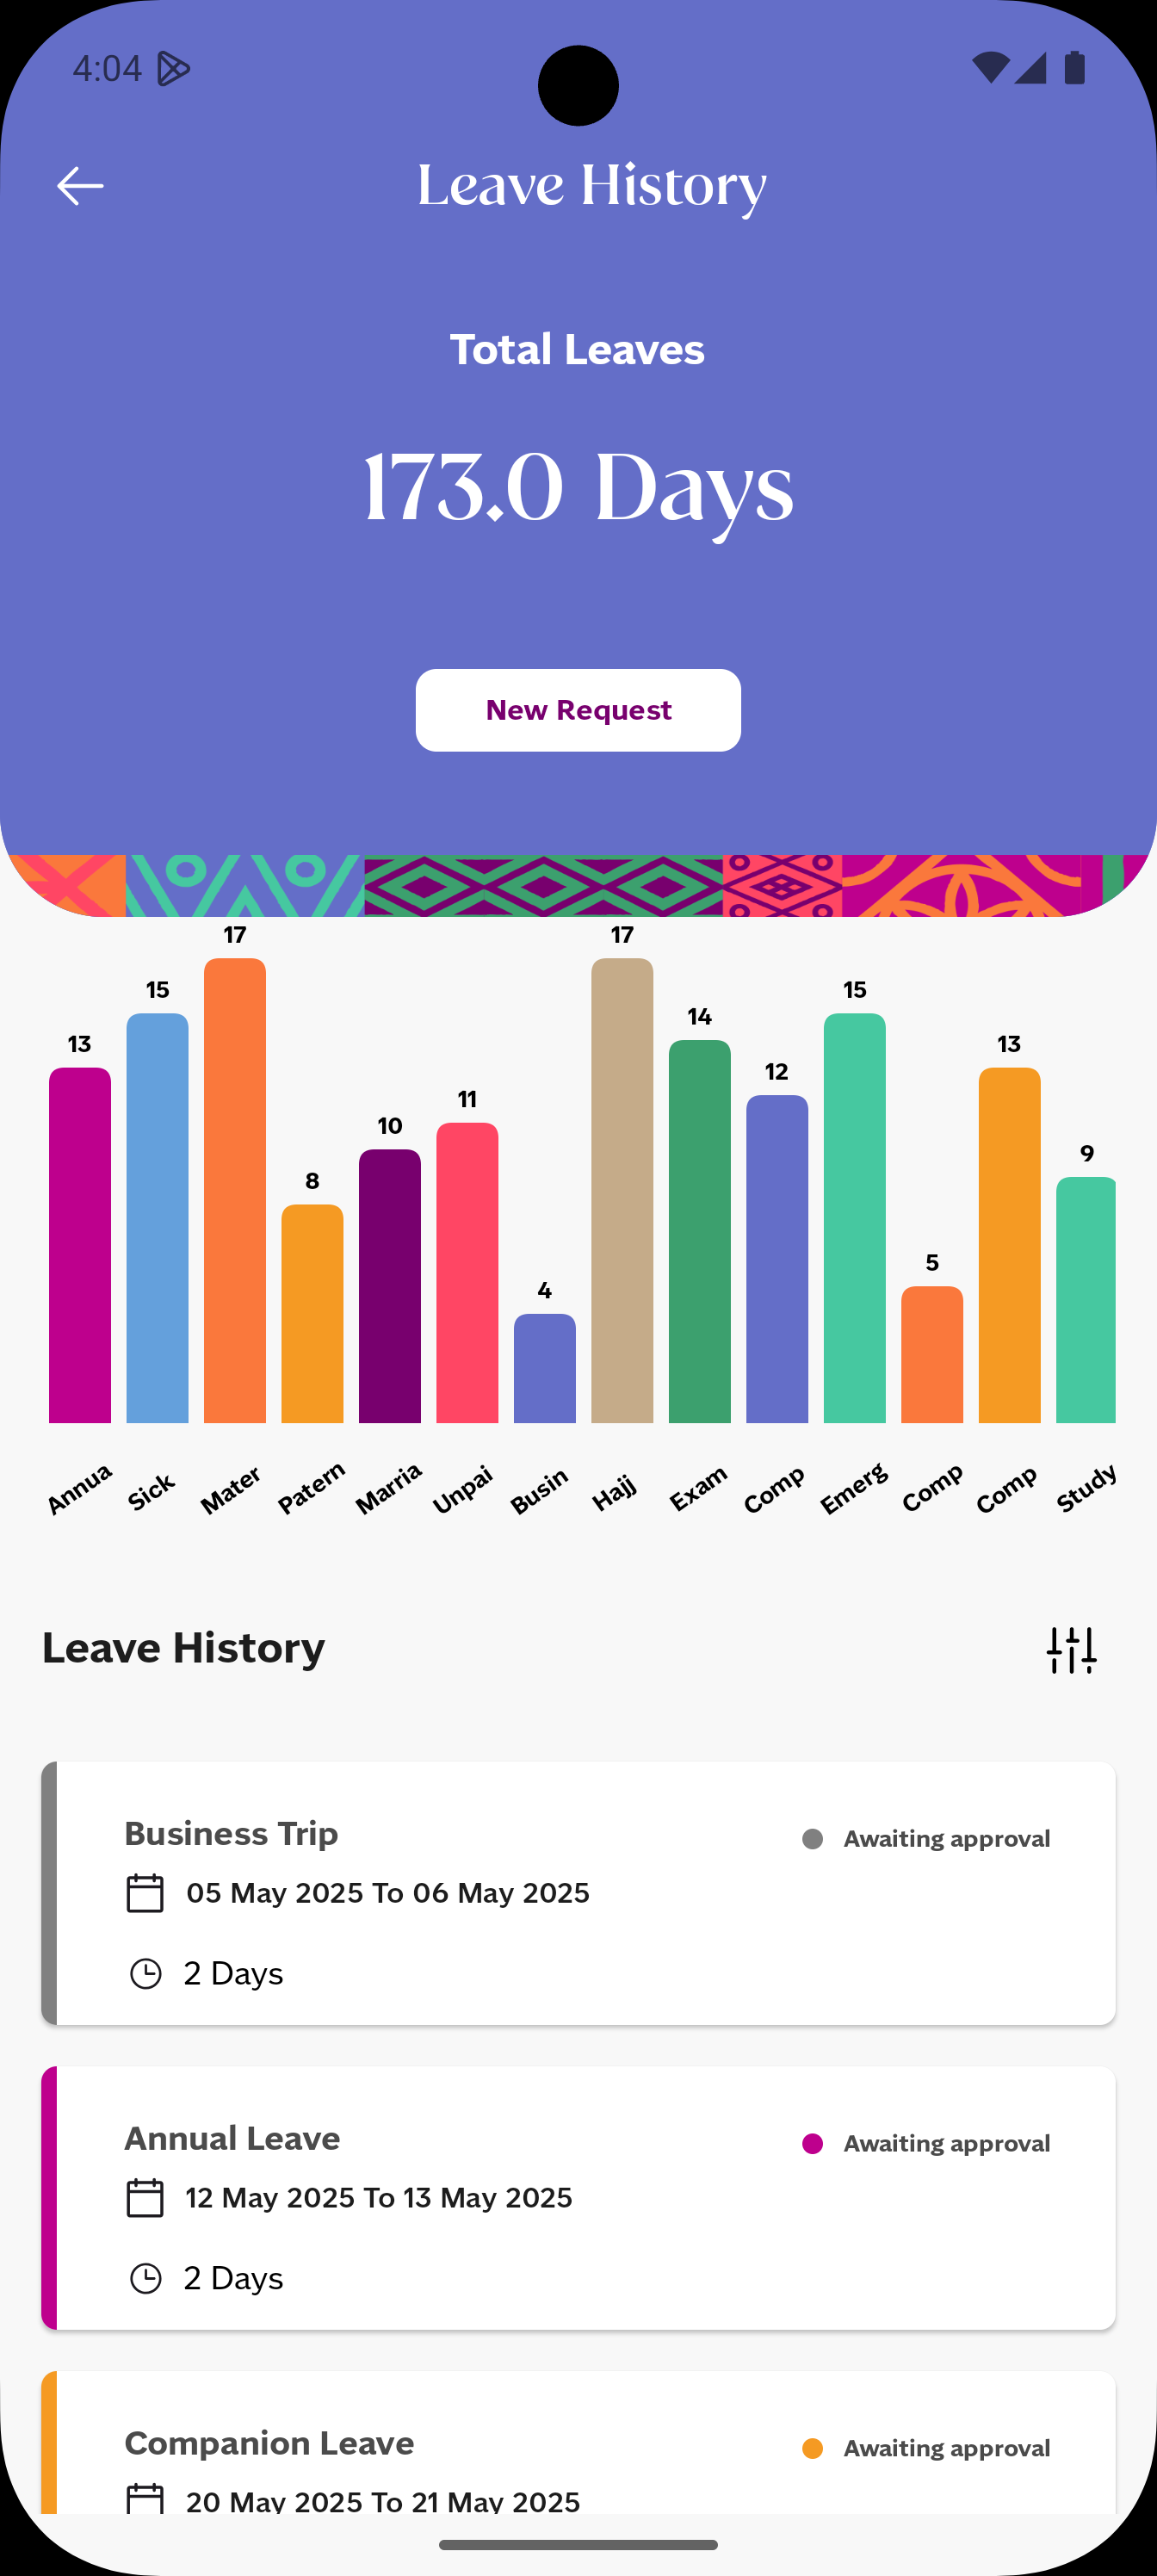 4:04
Leave History
Total Leaves
173.0 Days
New Request
13 15 17 8 10 11 4 17 14 12 15 5 13 9
Annua Sick Mater Patern Marria Unpai Busin Hajj Exam Comp Emerg Comp Comp Study
Leave History
Business Trip Awaiting approval
05 May 2025 To 06 May 2025
2 Days
Annual Leave Awaiting approval
12 May 2025 To 13 May 2025
2 Days
Companion Leave Awaiting approval
20 May 2025 To 21 May 2025